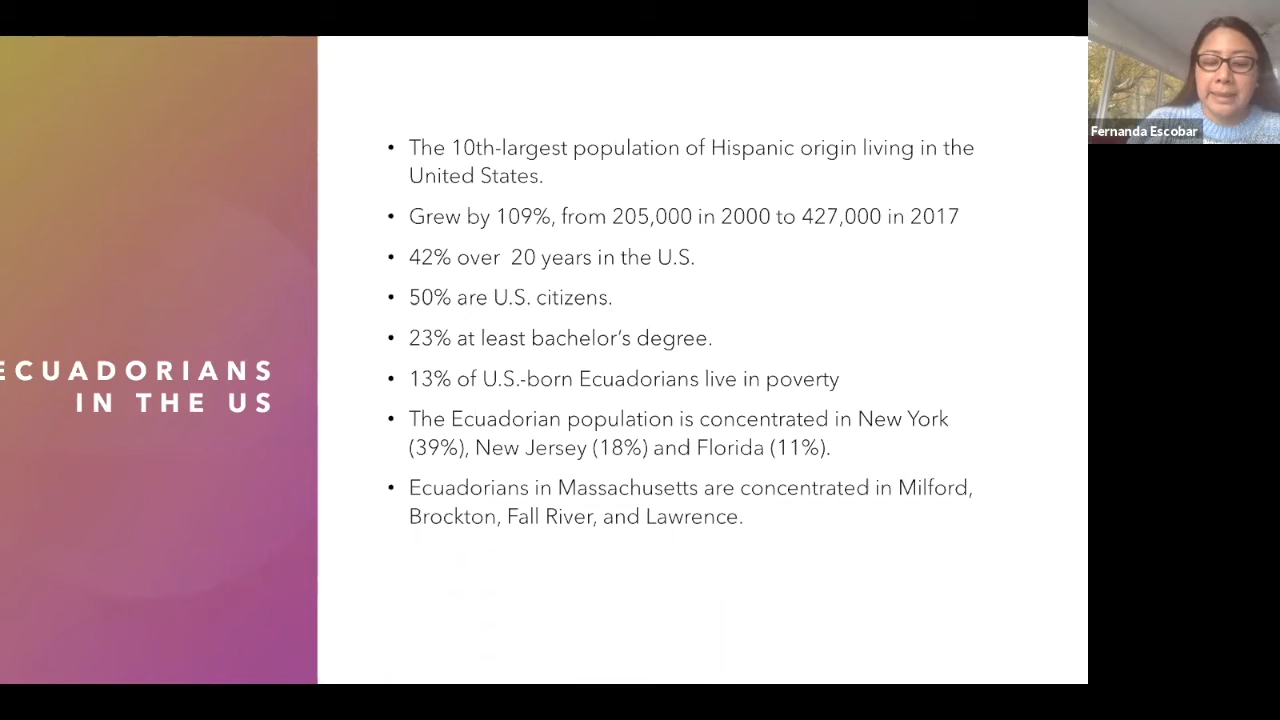 ECUADORIANS
IN THE US
• The 10th-largest population of Hispanic origin living in the
United States.
• Grew by 109%, from 205,000 in 2000 to 427,000 in 2017
• 42% over  20 years in the U.S.
• 50% are U.S. citizens.
• 23% at least bachelor’s degree.
• 13% of U.S.-born Ecuadorians live in poverty
• The Ecuadorian population is concentrated in New York
(39%), New Jersey (18%) and Florida (11%).
• Ecuadorians in Massachusetts are concentrated in Milford,
Brockton, Fall River, and Lawrence.
Fernanda Escobar